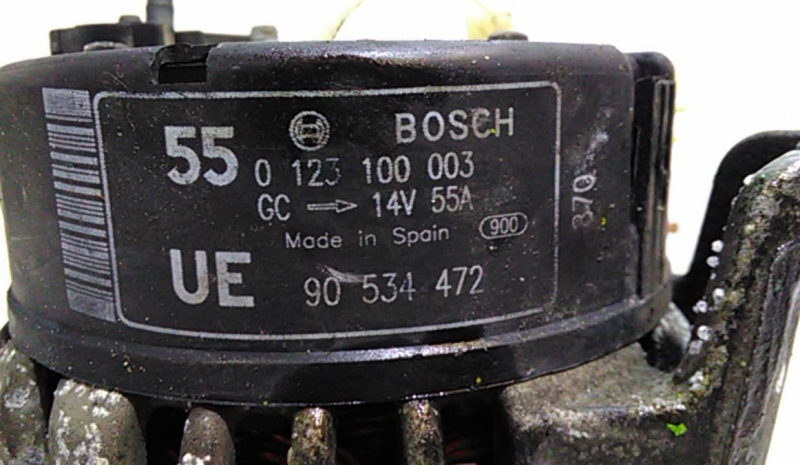 55 BOSCH
0 123 100 003
GC → 14V 55A
Made in Spain 900
UE 90 534 472
370